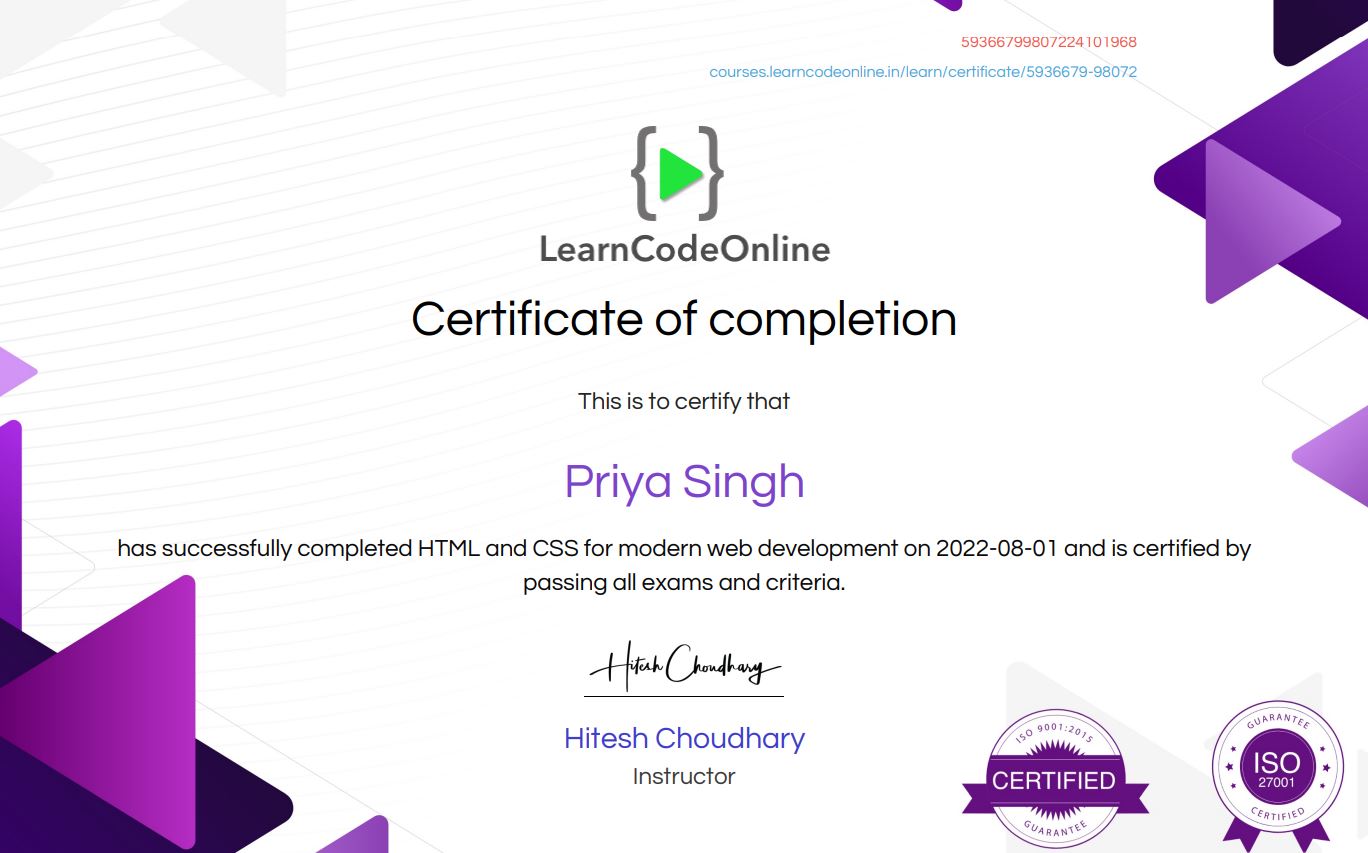 59366799807224101968
courses.learncodeonline.in/learn/certificate/5936679-98072
LearnCodeOnline
Certificate of completion
This is to certify that
Priya Singh
has successfully completed HTML and CSS for modern web development on 2022-08-01 and is certified by
passing all exams and criteria.
Hitesh Choudhary
Hitesh Choudhary
Instructor
ISO 9001:2015
CERTIFIED
GUARANTEE
GUARANTEE
ISO
27001
CERTIFIED